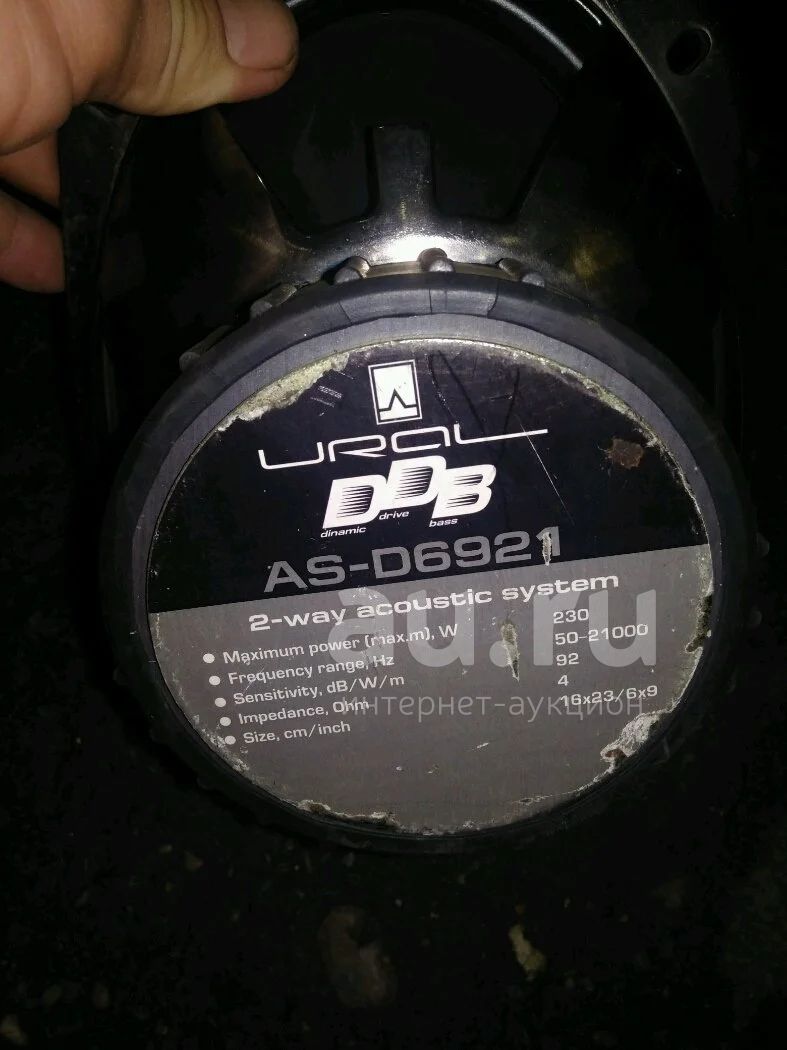 URAL
DDB
dinamic drive bass
AS-D6921
2-way acoustic system
Maximum power (max.m), W 230
Frequency range, Hz 50-21000
Sensitivity, dB/W/m 92
Impedance, Ohm 4
Size, cm/inch 16x23/6x9
au.ru
интернет-аукцион